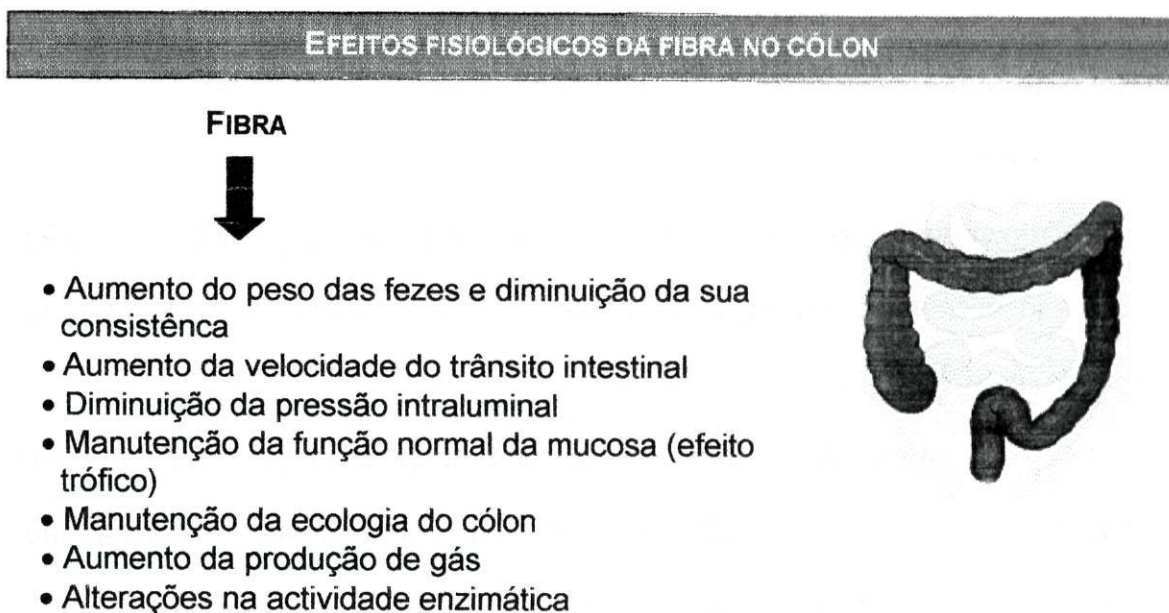 EFEITOS FISIOLÓGICOS DA FIBRA NO CÓLON
FIBRA
• Aumento do peso das fezes e diminuição da sua
consistênca
• Aumento da velocidade do trânsito intestinal
• Diminuição da pressão intraluminal
• Manutenção da função normal da mucosa (efeito
trófico)
• Manutenção da ecologia do cólon
• Aumento da produção de gás
• Alterações na actividade enzimática